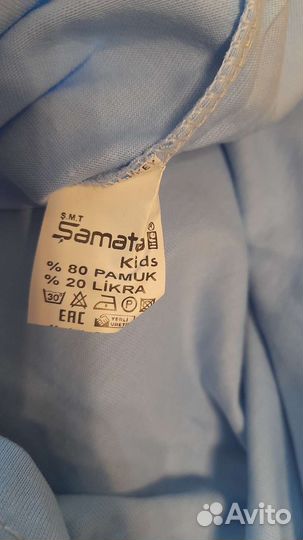 Ş.M.T
Şamata
Kids
% 80 PAMUK
% 20 LİKRA
30° P
EAC YERLİ
ÜRETİM
Avito